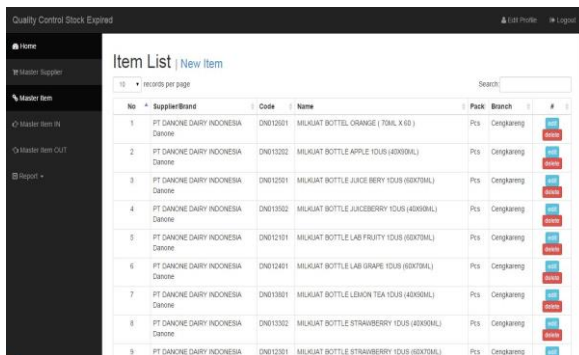 Quality Control Stock Expired
Edit Profile Logout
Home
Master Supplier
Master Item
Master Item IN
Master Item OUT
Report
Item List | New Item
10 records per page
Search:
No Supplier/Brand Code Name Pack Branch #
1 PT DANONE DAIRY INDONESIA Danone DN012601 MILKUAT BOTTEL ORANGE ( 70ML X 60 ) Pcs Cengkareng edit delete
2 PT DANONE DAIRY INDONESIA Danone DN013202 MILKUAT BOTTLE APPLE 1DUS (40X90ML) Pcs Cengkareng edit delete
3 PT DANONE DAIRY INDONESIA Danone DN012501 MILKUAT BOTTLE JUICE BERY 1DUS (60X70ML) Pcs Cengkareng edit delete
4 PT DANONE DAIRY INDONESIA Danone DN013502 MILKUAT BOTTLE JUICEBERRY 1DUS (40X90ML) Pcs Cengkareng edit delete
5 PT DANONE DAIRY INDONESIA Danone DN012101 MILKUAT BOTTLE LAB FRUITY 1DUS (60X70ML) Pcs Cengkareng edit delete
6 PT DANONE DAIRY INDONESIA Danone DN012401 MILKUAT BOTTLE LAB GRAPE 1DUS (60X70ML) Pcs Cengkareng edit delete
7 PT DANONE DAIRY INDONESIA Danone DN013601 MILKUAT BOTTLE LEMON TEA 1DUS (40X90ML) Pcs Cengkareng edit delete
8 PT DANONE DAIRY INDONESIA Danone DN013302 MILKUAT BOTTLE STRAWBERRY 1DUS (40X90ML) Pcs Cengkareng edit delete
9 PT DANONE DAIRY INDONESIA DN012301 MILKUAT BOTTLE STRAWBERRY 1DUS (60X70ML) Pcs Cengkareng edit